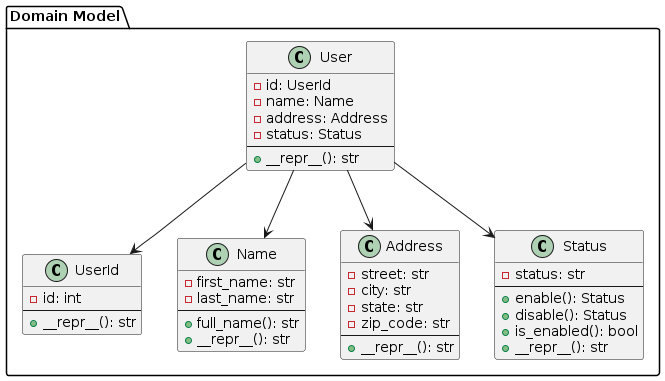 Domain Model
C User
id: UserId
name: Name
address: Address
status: Status
__repr__(): str
C UserId
id: int
__repr__(): str
C Name
first_name: str
last_name: str
full_name(): str
__repr__(): str
C Address
street: str
city: str
state: str
zip_code: str
__repr__(): str
C Status
status: str
enable(): Status
disable(): Status
is_enabled(): bool
__repr__(): str